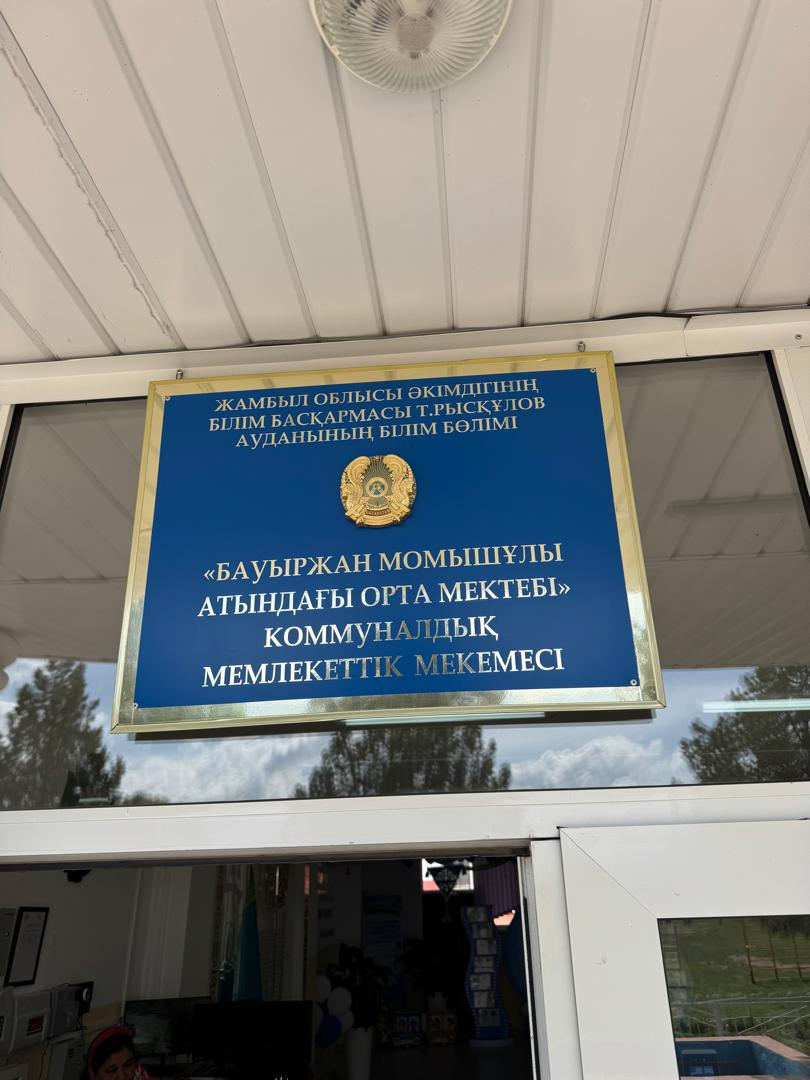 ЖАМБЫЛ ОБЛЫСЫ ӘКІМДІГІНІҢ
БІЛІМ БАСҚАРМАСЫ Т.РЫСҚҰЛОВ
АУДАНЫНЫҢ БІЛІМ БӨЛІМІ
«БАУЫРЖАН МОМЫШҰЛЫ
АТЫНДАҒЫ ОРТА МЕКТЕБІ»
КОММУНАЛДЫҚ
МЕМЛЕКЕТТІК МЕКЕМЕСІ